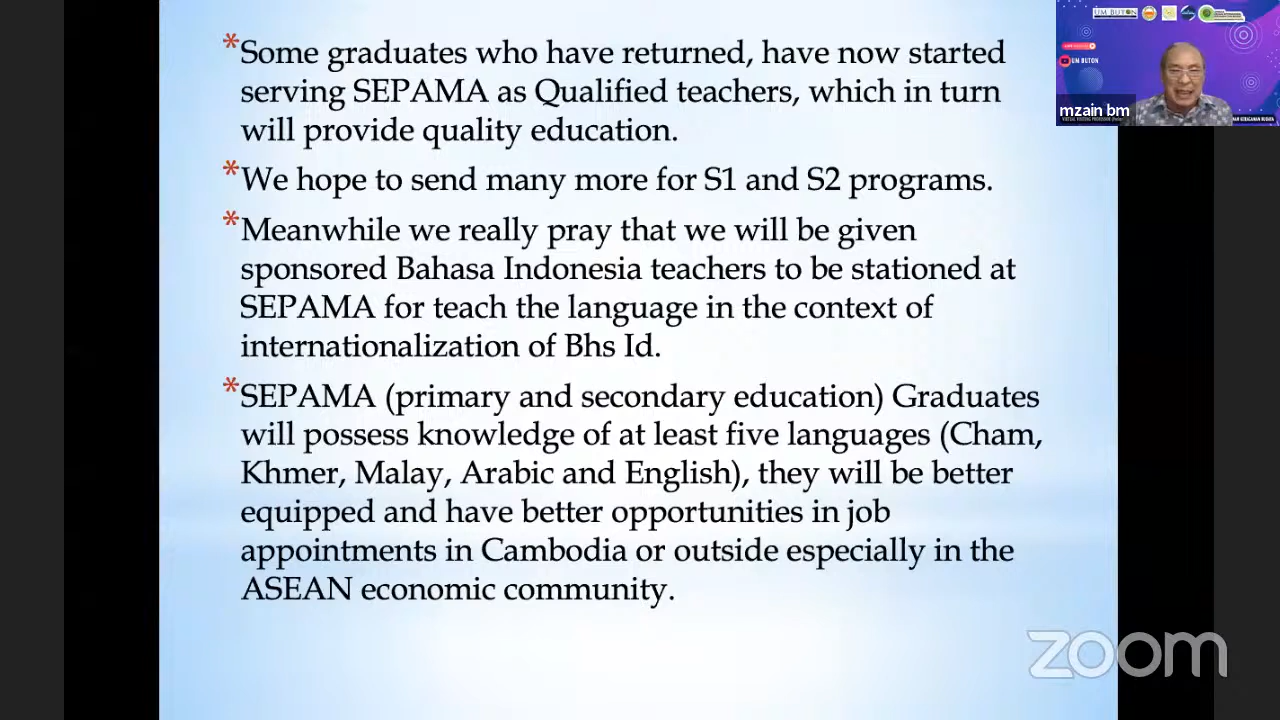 *Some graduates who have returned, have now started
serving SEPAMA as Qualified teachers, which in turn
will provide quality education.
*We hope to send many more for S1 and S2 programs.
*Meanwhile we really pray that we will be given
sponsored Bahasa Indonesia teachers to be stationed at
SEPAMA for teach the language in the context of
internationalization of Bhs Id.
*SEPAMA (primary and secondary education) Graduates
will possess knowledge of at least five languages (Cham,
Khmer, Malay, Arabic and English), they will be better
equipped and have better opportunities in job
appointments in Cambodia or outside especially in the
ASEAN economic community.
UM BUTON
UM BUTON
mzain bm
zoom